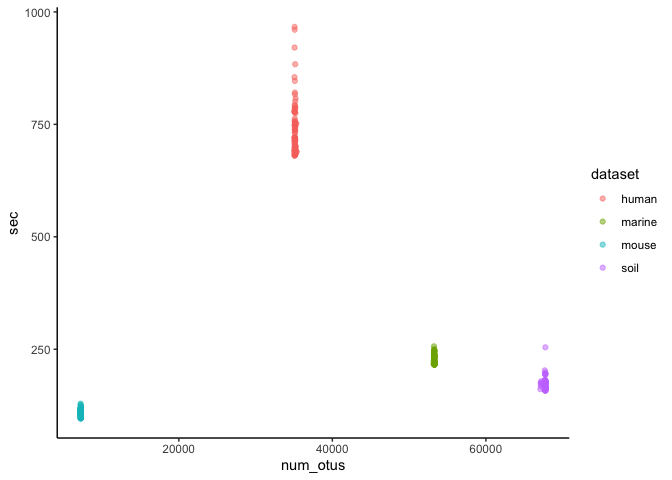 1000
750
500
250
sec
20000
40000
60000
num_otus
dataset
human
marine
mouse
soil